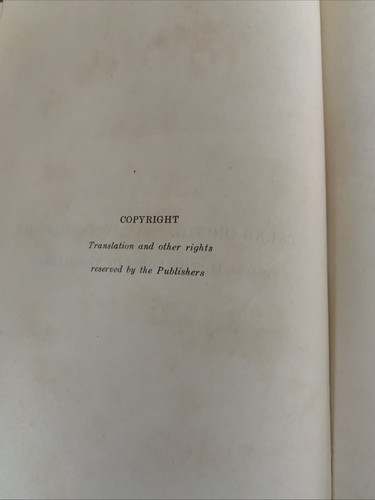 COPYRIGHT
Translation and other rights
reserved by the Publishers